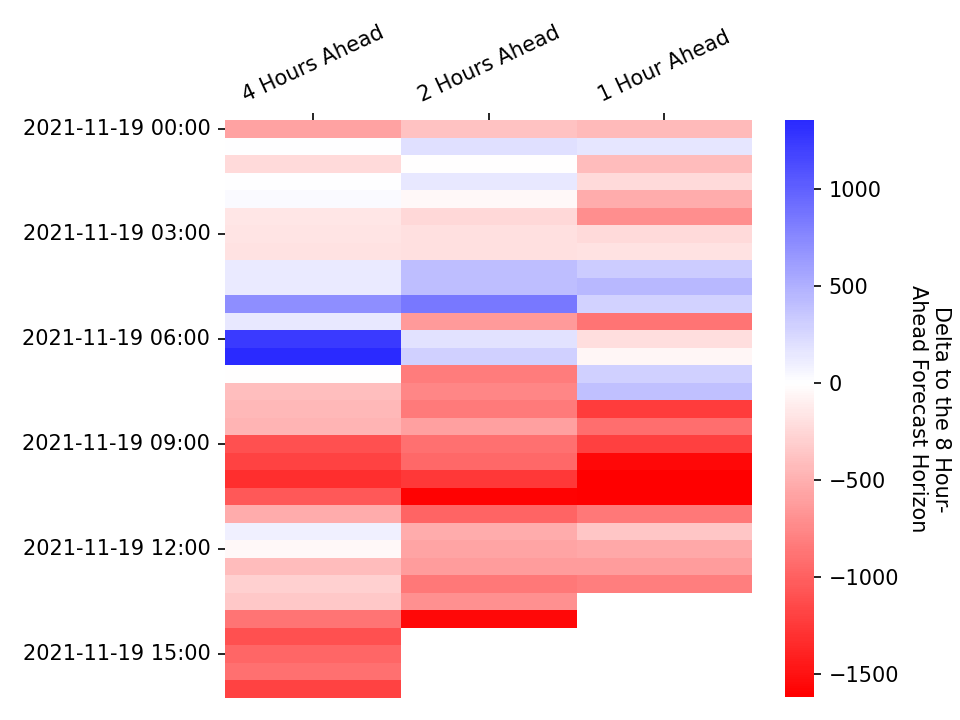 4 Hours Ahead
2 Hours Ahead
1 Hour Ahead
2021-11-19 00:00
2021-11-19 03:00
2021-11-19 06:00
2021-11-19 09:00
2021-11-19 12:00
2021-11-19 15:00
1000
500
0
−500
−1000
−1500
Delta to the 8 Hour-
Ahead Forecast Horizon